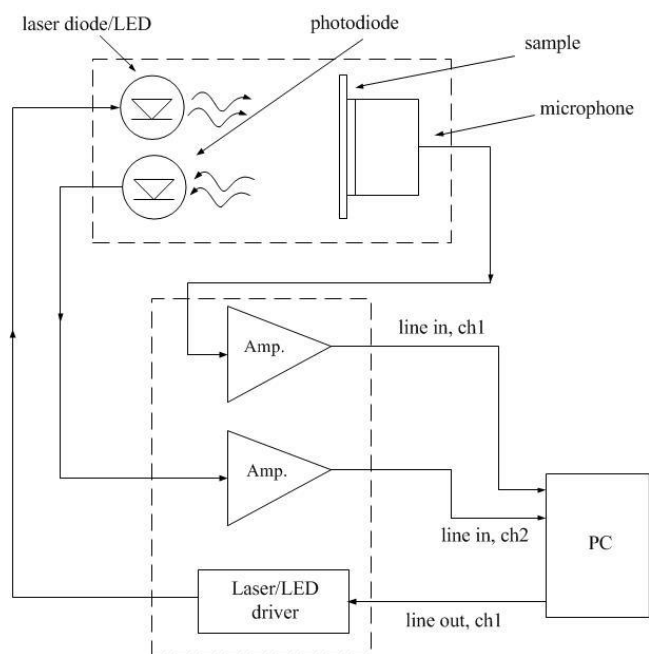 laser diode/LED
photodiode
sample
microphone
Amp.
line in, ch1
Amp.
line in, ch2
PC
Laser/LED
driver
line out, ch1